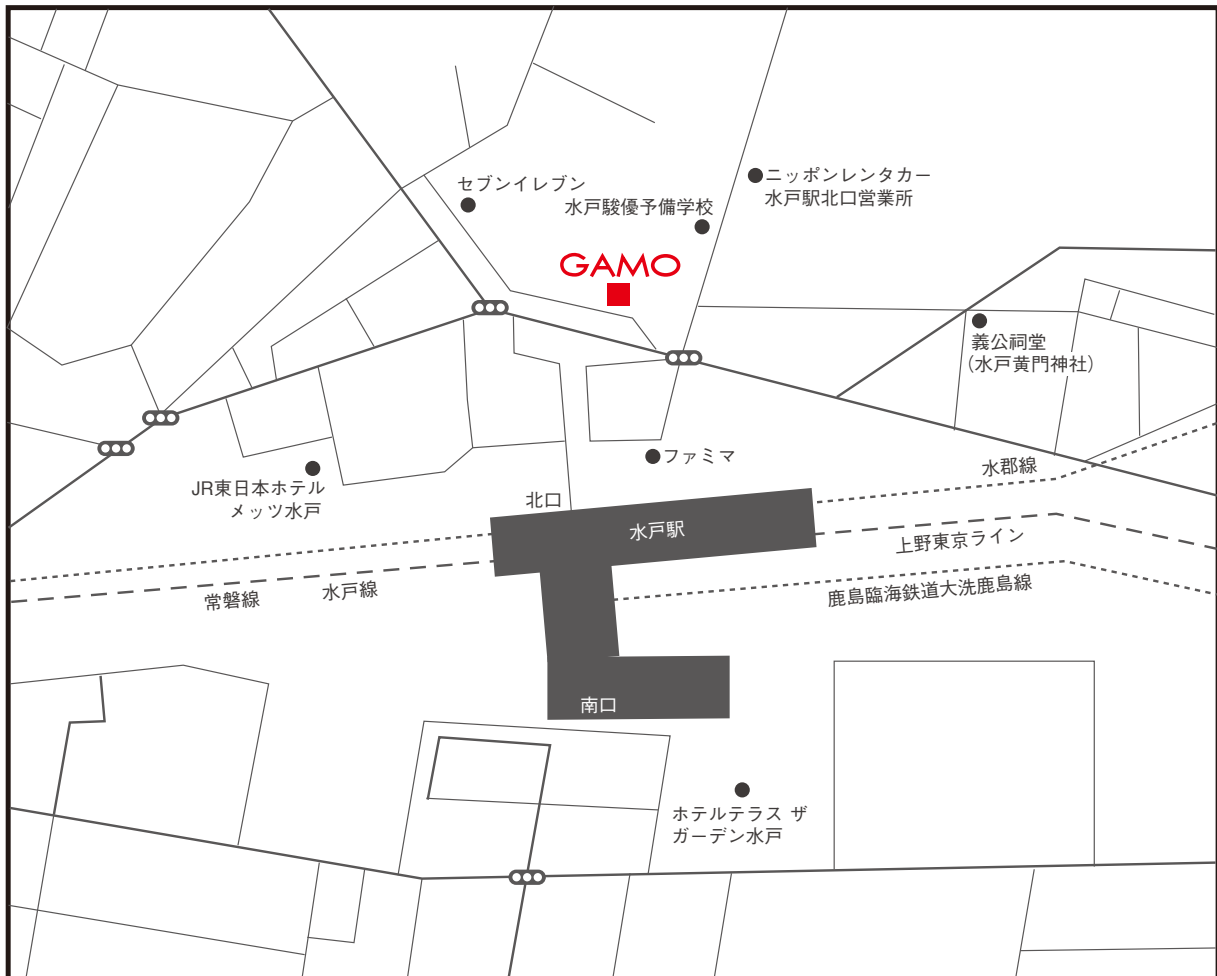 セブンイレブン
水戸駿優予備学校
ニッポンレンタカー
水戸駅北口営業所
GAMO
義公祠堂
(水戸黄門神社)
ファミマ
JR東日本ホテル
メッツ水戸
北口
水戸駅
水郡線
上野東京ライン
常磐線
水戸線
鹿島臨海鉄道大洗鹿島線
南口
ホテルテラス ザ
ガーデン水戸